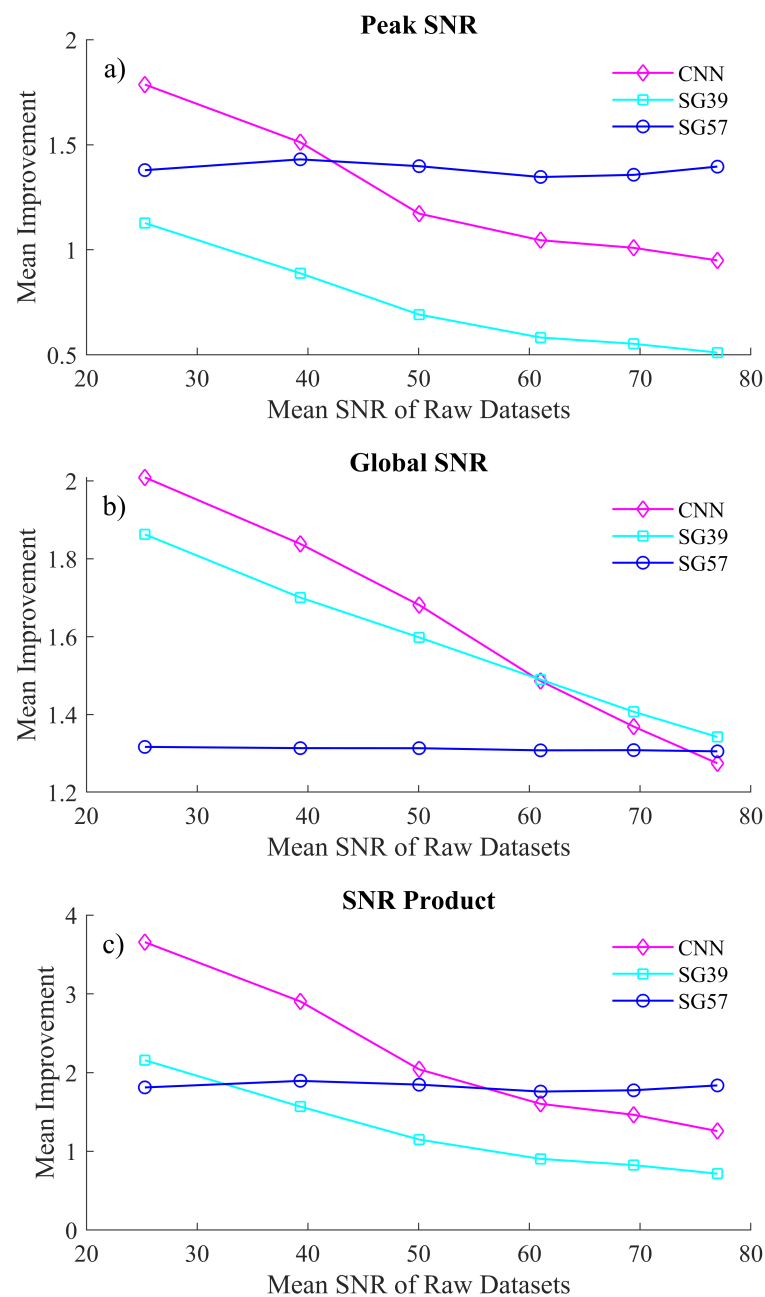 Peak SNR
a)
2
1.5
1
0.5
Mean Improvement
CNN
SG39
SG57
20 30 40 50 60 70 80
Mean SNR of Raw Datasets
Global SNR
b)
2
1.8
1.6
1.4
1.2
Mean Improvement
CNN
SG39
SG57
20 30 40 50 60 70 80
Mean SNR of Raw Datasets
SNR Product
c)
4
3
2
1
0
Mean Improvement
CNN
SG39
SG57
20 30 40 50 60 70 80
Mean SNR of Raw Datasets